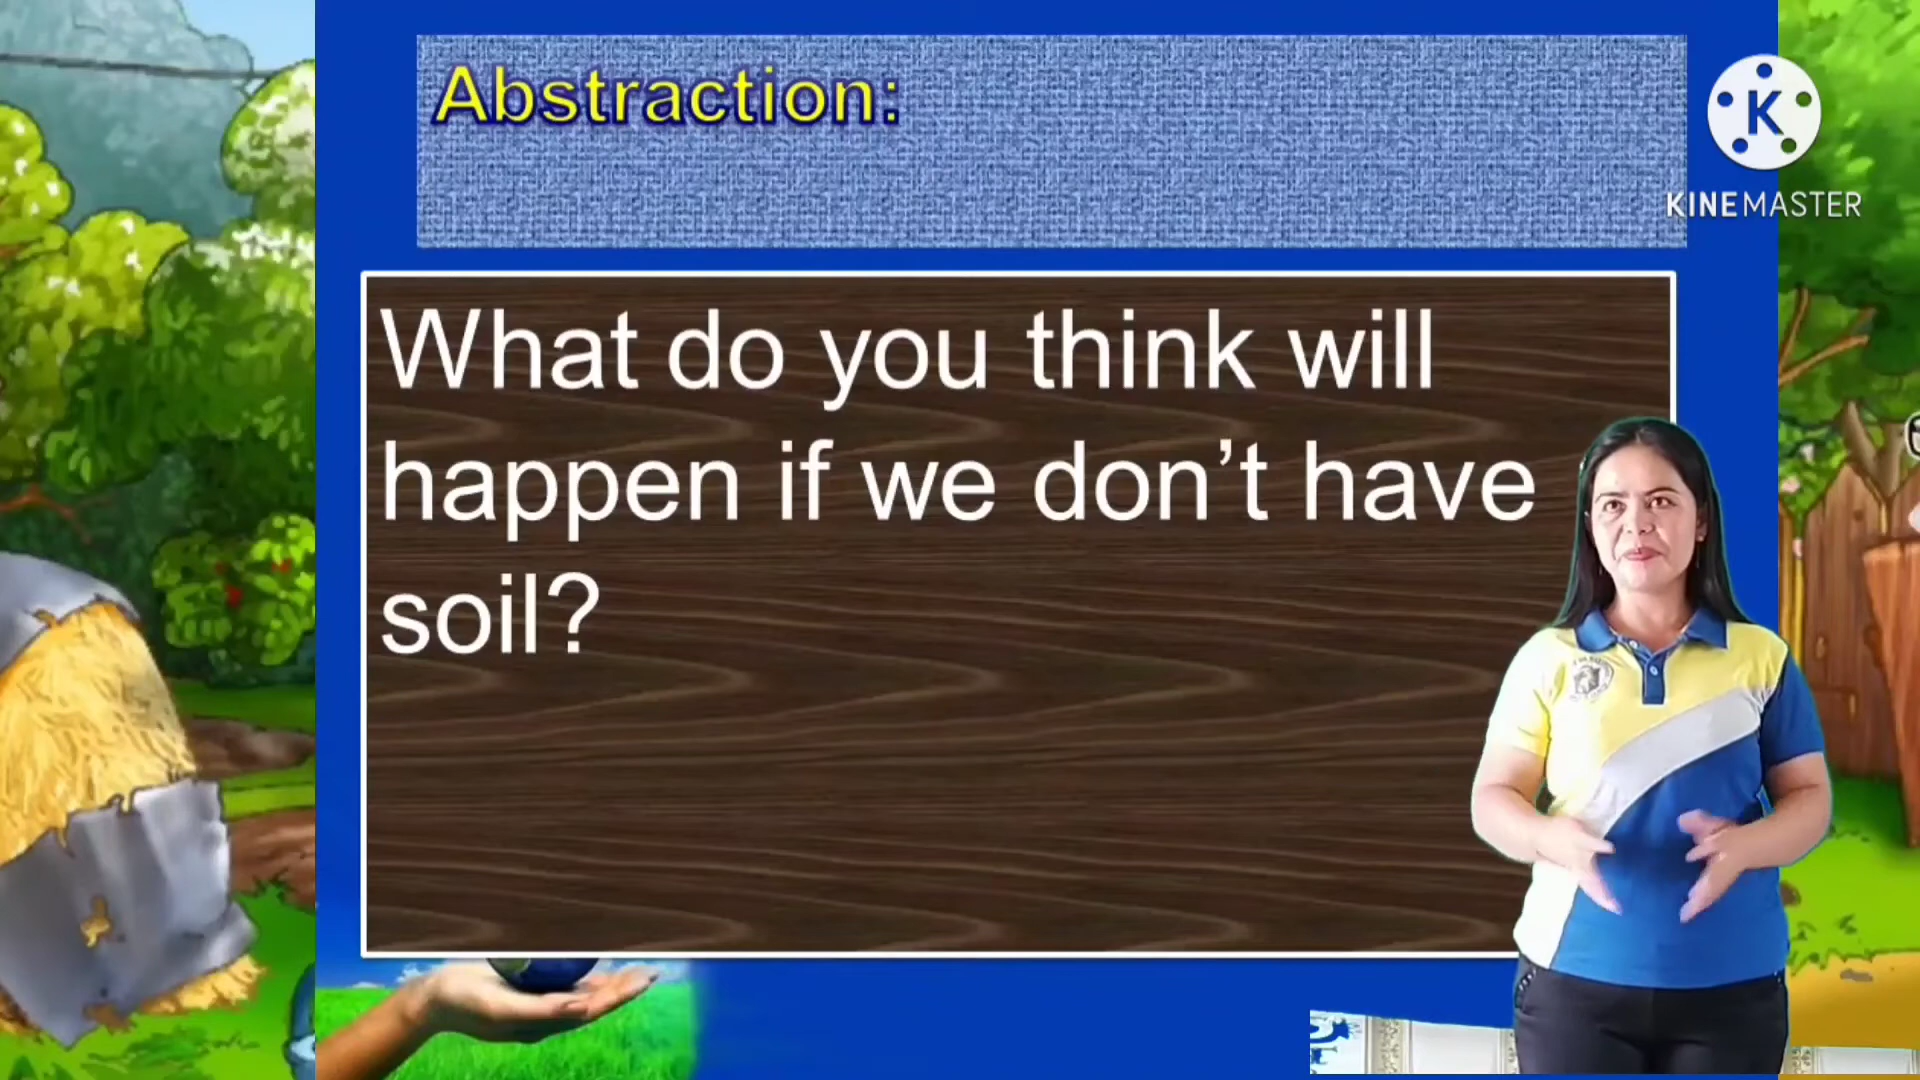 Abstraction:
K
KINEMASTER
What do you think will
happen if we don’t have
soil?